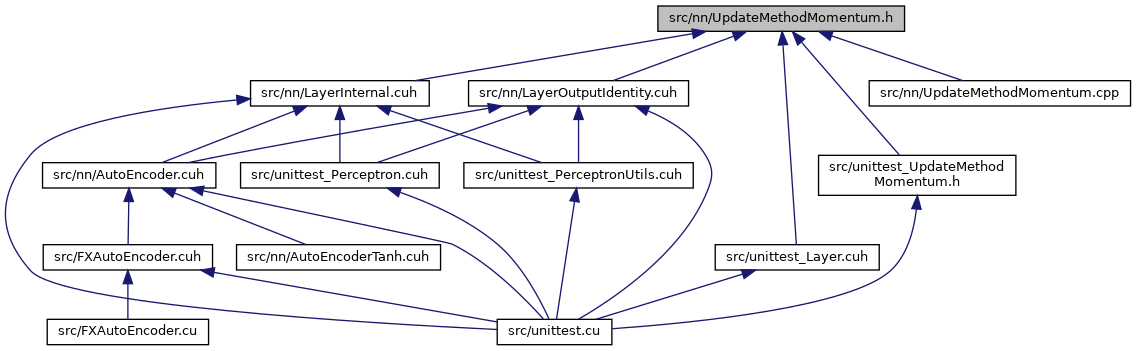 src/nn/UpdateMethodMomentum.h
src/nn/LayerInternal.cuh
src/nn/LayerOutputIdentity.cuh
src/nn/UpdateMethodMomentum.cpp
src/nn/AutoEncoder.cuh
src/unittest_Perceptron.cuh
src/unittest_PerceptronUtils.cuh
src/unittest_UpdateMethod
Momentum.h
src/FXAutoEncoder.cuh
src/nn/AutoEncoderTanh.cuh
src/unittest_Layer.cuh
src/FXAutoEncoder.cu
src/unittest.cu